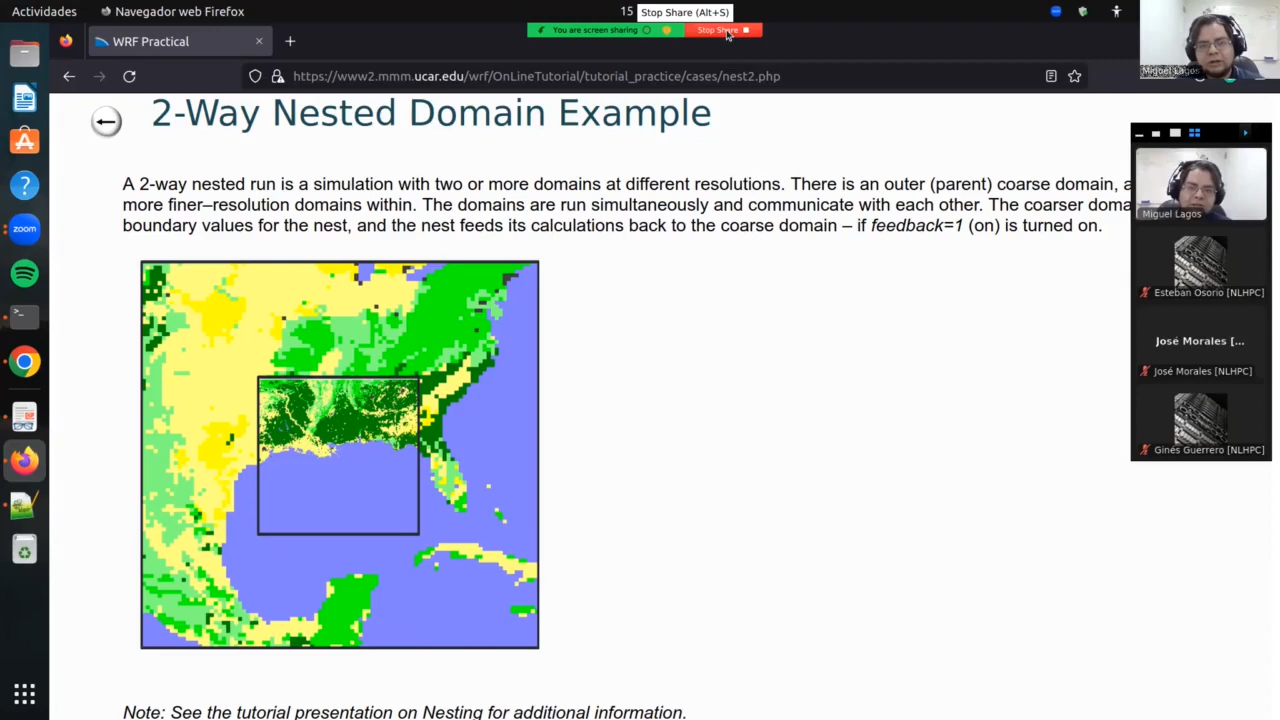 Actividades
Navegador web Firefox
15
Stop Share (Alt+S)
You are screen sharing
Stop Share
WRF Practical
https://www2.mmm.ucar.edu/wrf/OnLineTutorial/tutorial_practice/cases/nest2.php
Miguel Lagos
2-Way Nested Domain Example
A 2-way nested run is a simulation with two or more domains at different resolutions. There is an outer (parent) coarse domain, a
more finer–resolution domains within. The domains are run simultaneously and communicate with each other. The coarser doma
boundary values for the nest, and the nest feeds its calculations back to the coarse domain – if feedback=1 (on) is turned on.
Note: See the tutorial presentation on Nesting for additional information.
zoom
Miguel Lagos
Esteban Osorio [NLHPC]
José Morales [...
José Morales [NLHPC]
Ginés Guerrero [NLHPC]